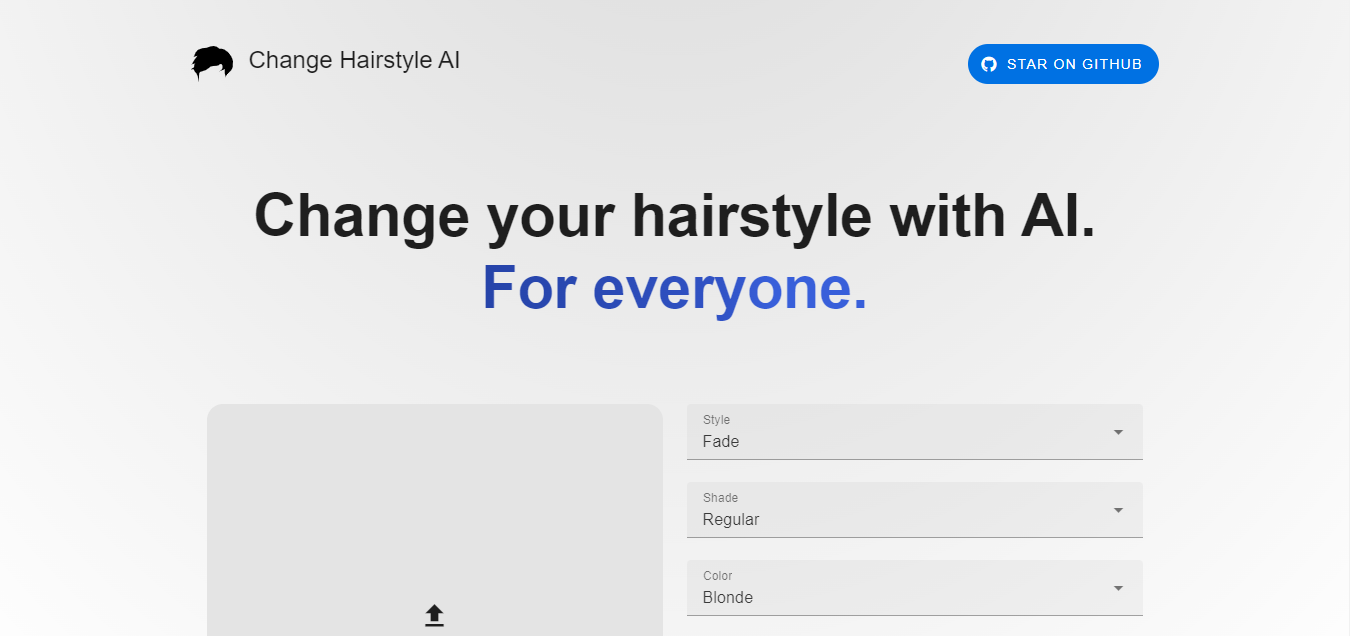 Change Hairstyle AI
STAR ON GITHUB
Change your hairstyle with AI.
For everyone.
Style
Fade
Shade
Regular
Color
Blonde